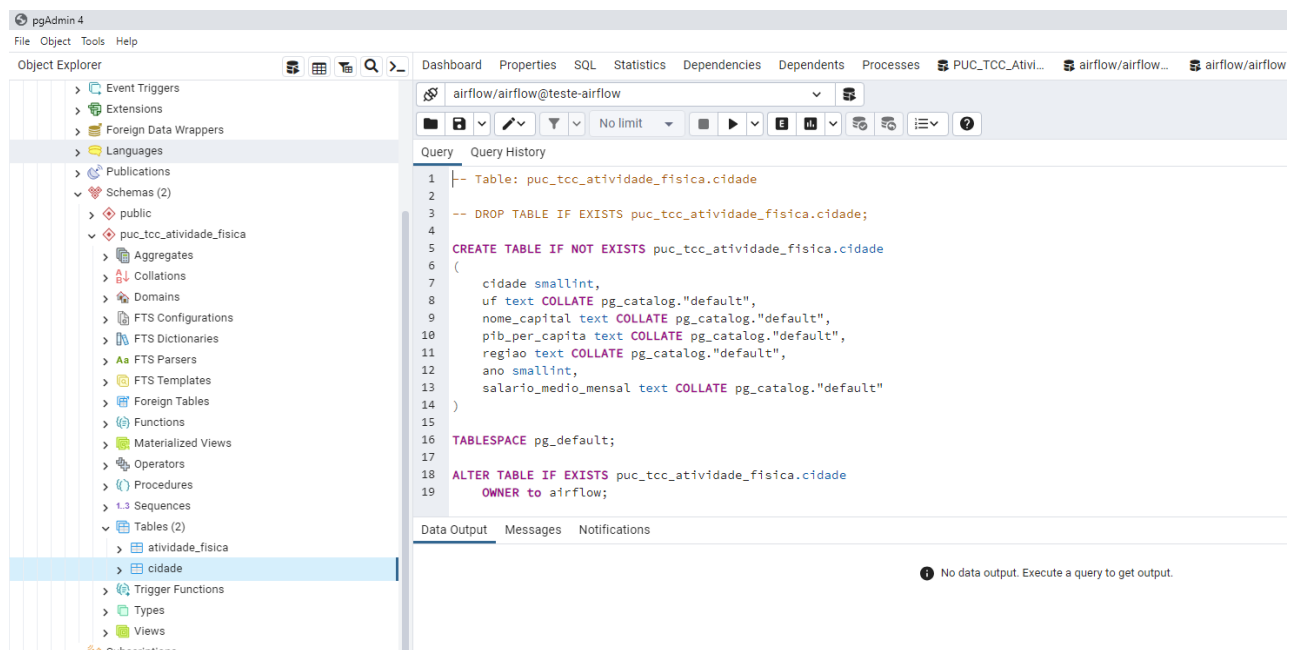 pgAdmin 4
File Object Tools Help
Object Explorer
Event Triggers
Extensions
Foreign Data Wrappers
Languages
Publications
Schemas (2)
public
puc_tcc_atividade_fisica
Aggregates
Collations
Domains
FTS Configurations
FTS Dictionaries
Aa FTS Parsers
FTS Templates
Foreign Tables
Functions
Materialized Views
Operators
Procedures
1..3 Sequences
Tables (2)
atividade_fisica
cidade
Trigger Functions
Types
Views
Dashboard Properties SQL Statistics Dependencies Dependents Processes PUC_TCC_Ativi... airflow/airflow... airflow/airflow
airflow/airflow@teste-airflow
No limit E
Query Query History
1 -- Table: puc_tcc_atividade_fisica.cidade
2
3 -- DROP TABLE IF EXISTS puc_tcc_atividade_fisica.cidade;
4
5 CREATE TABLE IF NOT EXISTS puc_tcc_atividade_fisica.cidade
6 (
7 cidade smallint,
8 uf text COLLATE pg_catalog."default",
9 nome_capital text COLLATE pg_catalog."default",
10 pib_per_capita text COLLATE pg_catalog."default",
11 regiao text COLLATE pg_catalog."default",
12 ano smallint,
13 salario_medio_mensal text COLLATE pg_catalog."default"
14 )
15
16 TABLESPACE pg_default;
17
18 ALTER TABLE IF EXISTS puc_tcc_atividade_fisica.cidade
19 OWNER to airflow;
Data Output Messages Notifications
No data output. Execute a query to get output.